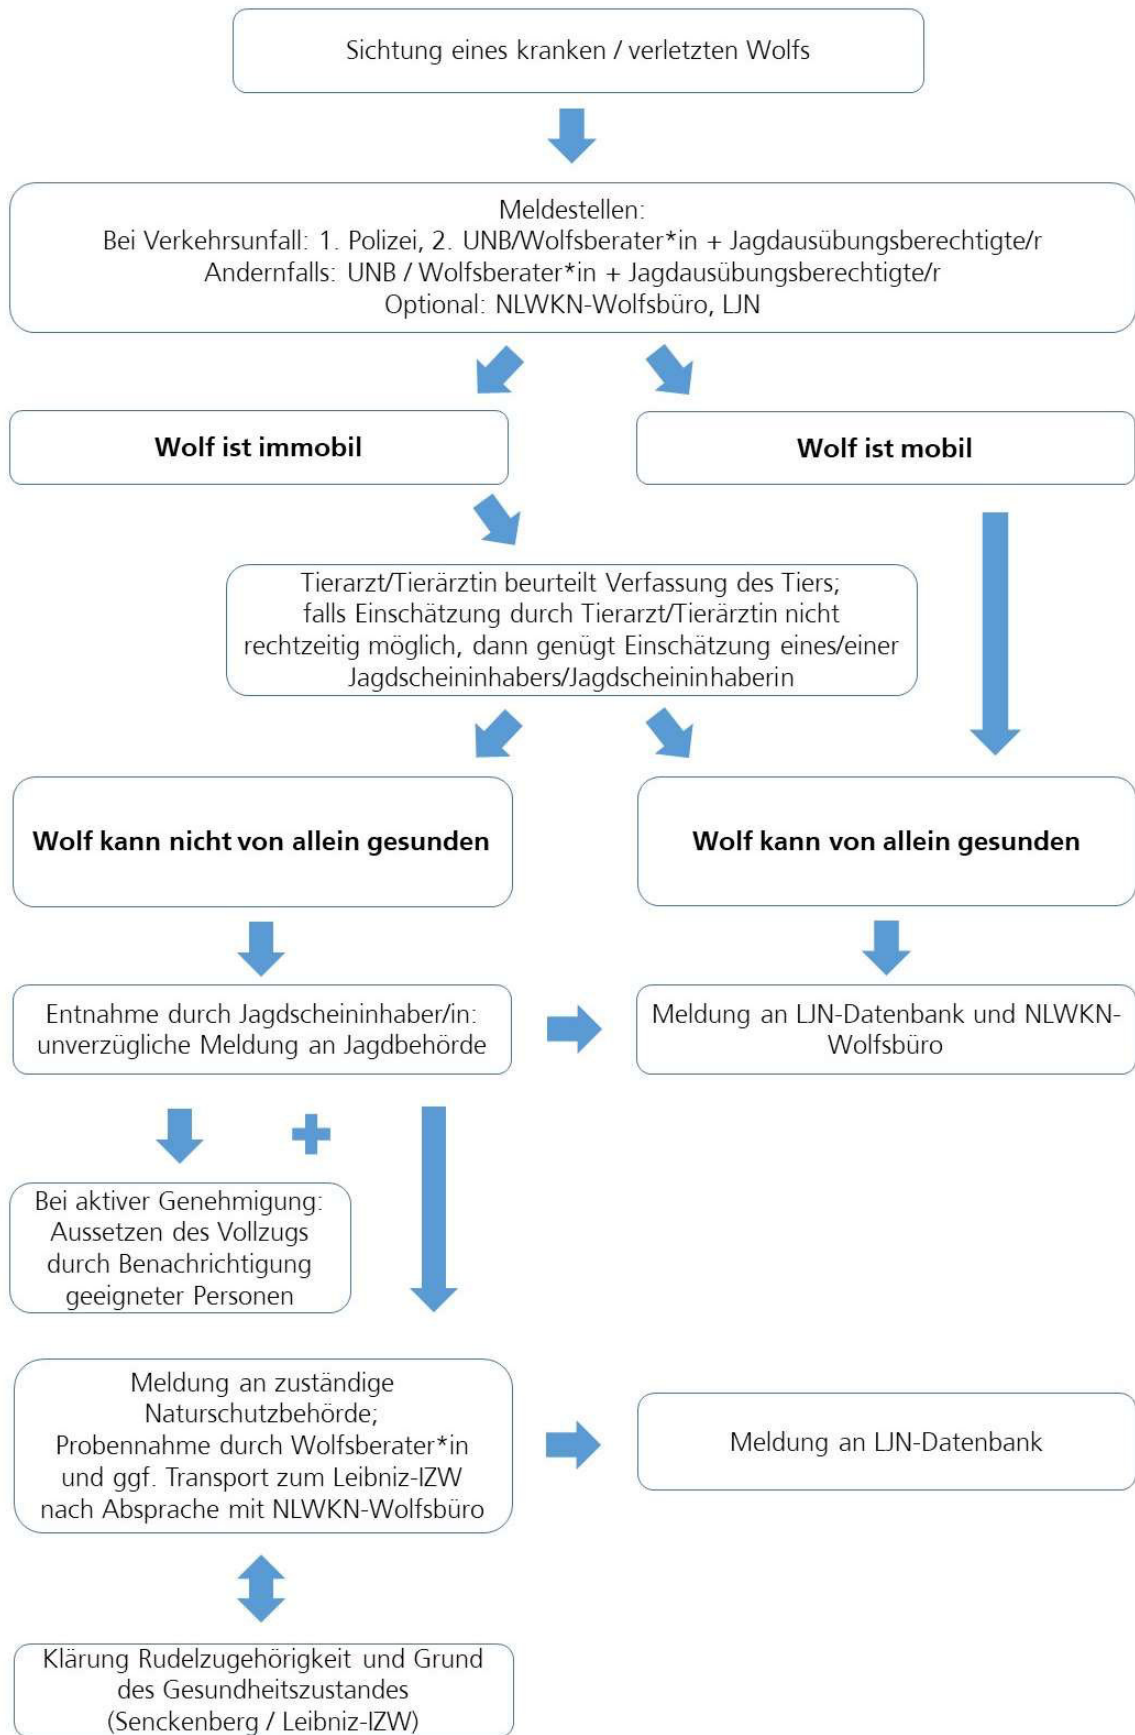 Sichtung eines kranken / verletzten Wolfs
Meldestellen:
Bei Verkehrsunfall: 1. Polizei, 2. UNB/Wolfsberater*in + Jagdausübungsberechtigte/r
Andernfalls: UNB / Wolfsberater*in + Jagdausübungsberechtigte/r
Optional: NLWKN-Wolfsbüro, LJN
Wolf ist immobil
Wolf ist mobil
Tierarzt/Tierärztin beurteilt Verfassung des Tiers;
falls Einschätzung durch Tierarzt/Tierärztin nicht
rechtzeitig möglich, dann genügt Einschätzung eines/einer
Jagdscheininhabers/Jagdscheininhaberin
Wolf kann nicht von allein gesunden
Wolf kann von allein gesunden
Entnahme durch Jagdscheininhaber/in:
unverzügliche Meldung an Jagdbehörde
Meldung an LJN-Datenbank und NLWKN-
Wolfsbüro
Bei aktiver Genehmigung:
Aussetzen des Vollzugs
durch Benachrichtigung
geeigneter Personen
Meldung an zuständige
Naturschutzbehörde;
Probennahme durch Wolfsberater*in
und ggf. Transport zum Leibniz-IZW
nach Absprache mit NLWKN-Wolfsbüro
Meldung an LJN-Datenbank
Klärung Rudelzugehörigkeit und Grund
des Gesundheitszustandes
(Senckenberg / Leibniz-IZW)